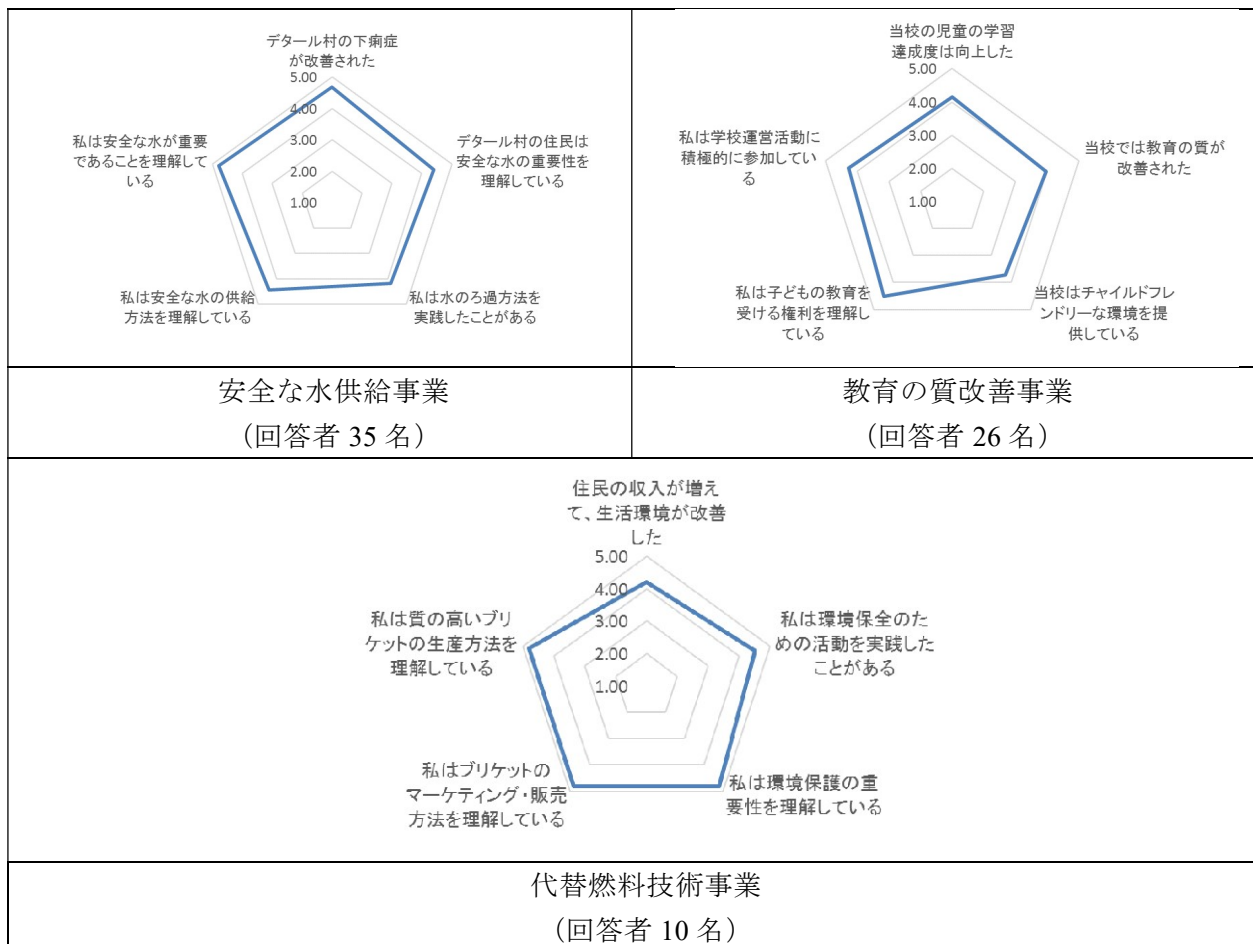 デタール村の下痢症
が改善された
5.00
4.00
3.00
2.00
1.00
デタール村の住民は
安全な水の重要性を
理解している
私は水のろ過方法を
実践したことがある
私は安全な水の供給
方法を理解している
私は安全な水が重要
であることを理解して
いる
安全な水供給事業
（回答者 35 名）
当校の児童の学習
達成度は向上した
5.00
4.00
3.00
2.00
1.00
当校では教育の質が
改善された
当校はチャイルドフレ
ンドリーな環境を提
供している
私は子どもの教育を
受ける権利を理解し
ている
私は学校運営活動に
積極的に参加してい
る
教育の質改善事業
（回答者 26 名）
住民の収入が増え
て、生活環境が改善
した
5.00
4.00
3.00
2.00
1.00
私は環境保全のた
めの活動を実践した
ことがある
私は環境保護の重
要性を理解している
私はブリケットの
マーケティング・販売
方法を理解している
私は質の高いブリ
ケットの生産方法を
理解している
代替燃料技術事業
（回答者 10 名）